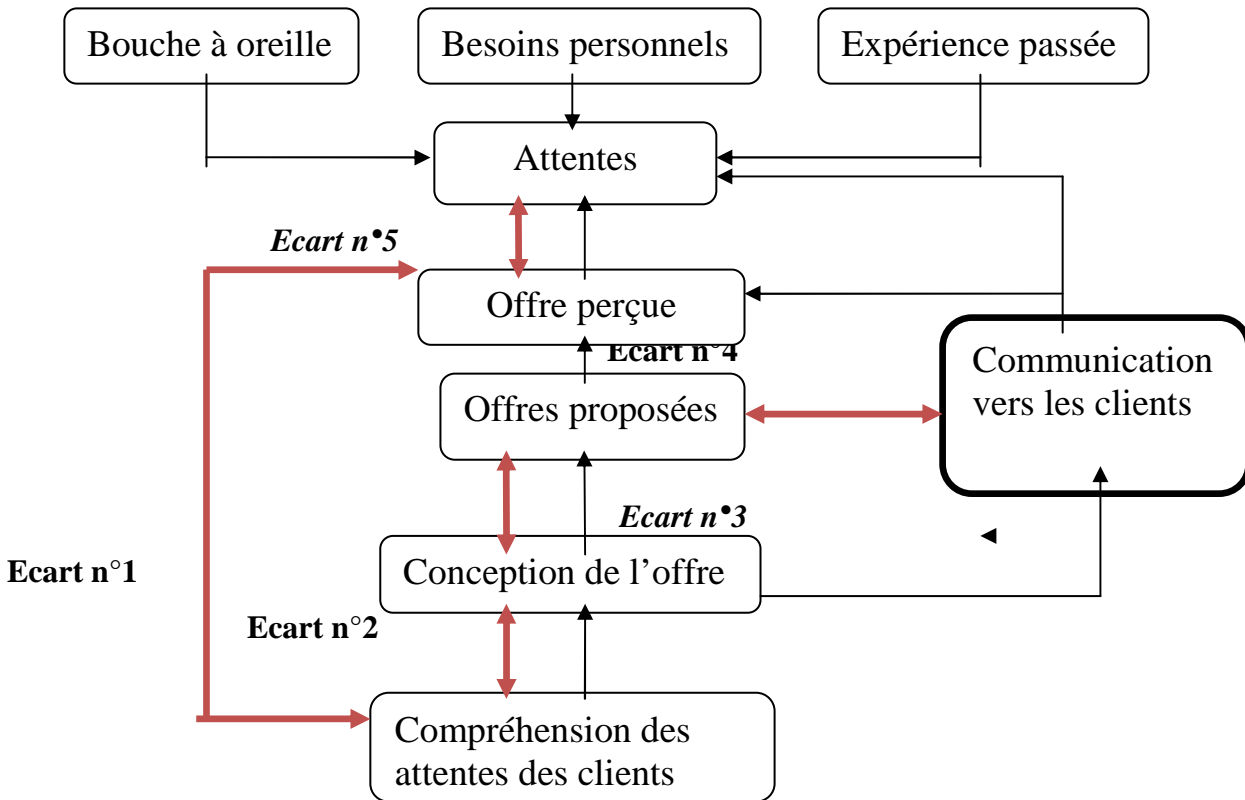 Bouche à oreille
Besoins personnels
Expérience passée
Attentes
Ecart n•5
Offre perçue
Ecart n°4
Communication
vers les clients
Offres proposées
Ecart n•3
Conception de l’offre
Ecart n°1
Ecart n°2
Compréhension des
attentes des clients